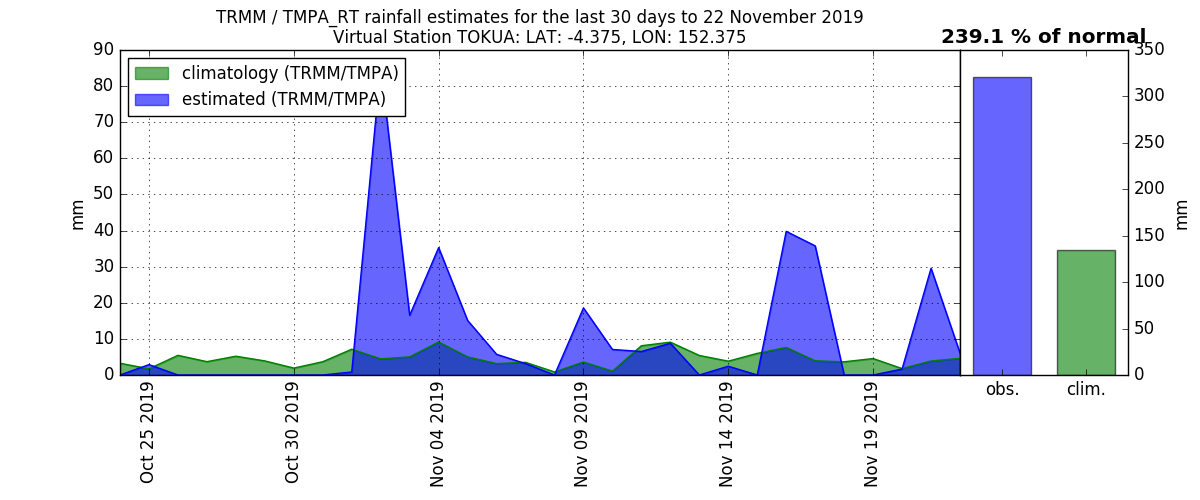 TRMM / TMPA_RT rainfall estimates for the last 30 days to 22 November 2019
Virtual Station TOKUA: LAT: -4.375, LON: 152.375
239.1 % of normal
climatology (TRMM/TMPA)
estimated (TRMM/TMPA)
mm
90
80
70
60
50
40
30
20
10
0
Oct 25 2019
Oct 30 2019
Nov 04 2019
Nov 09 2019
Nov 14 2019
Nov 19 2019
obs.
clim.
350
300
250
200
150
100
50
0
mm